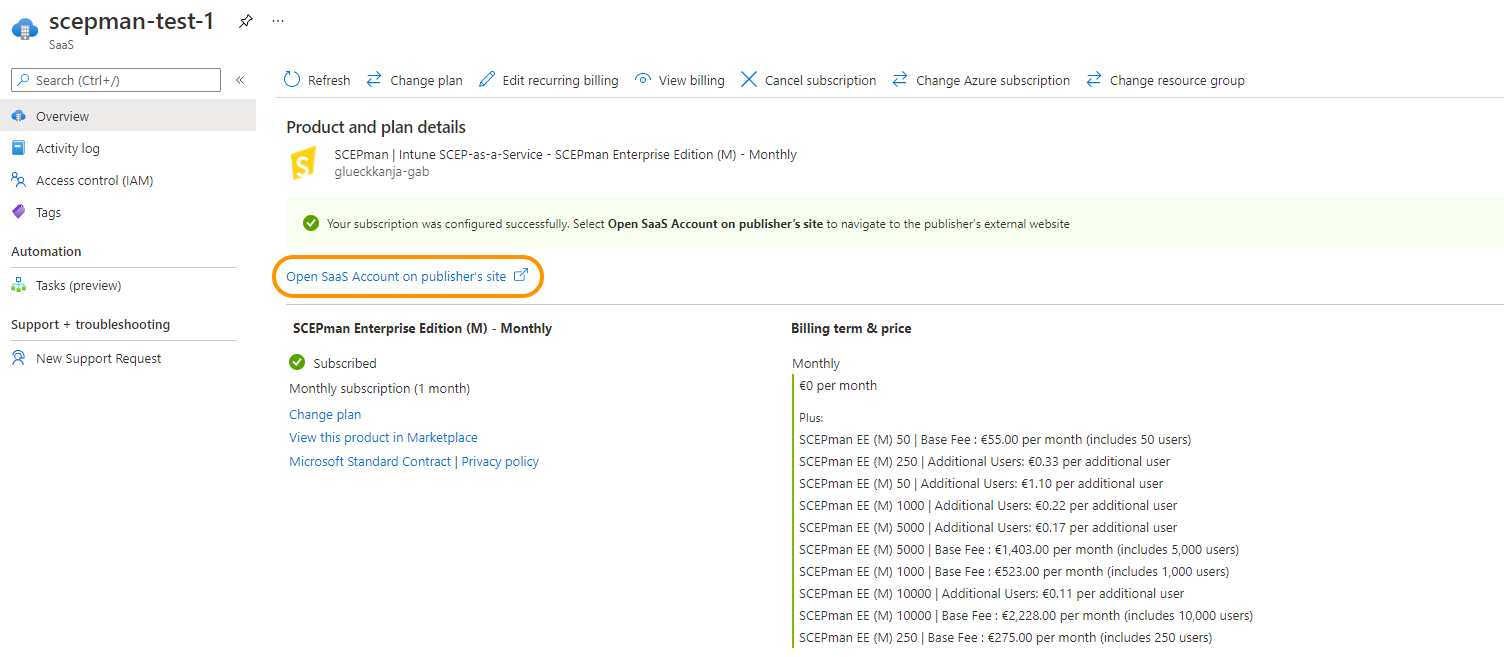 scepman-test-1
SaaS
Search (Ctrl+/)
Overview
Activity log
Access control (IAM)
Tags
Automation
Tasks (preview)
Support + troubleshooting
New Support Request
Refresh
Change plan
Edit recurring billing
View billing
Cancel subscription
Change Azure subscription
Change resource group
Product and plan details
S
SCEPman | Intune SCEP-as-a-Service - SCEPman Enterprise Edition (M) - Monthly
glueckkanja-gab
Your subscription was configured successfully. Select Open SaaS Account on publisher's site to navigate to the publisher's external website
Open SaaS Account on publisher's site
SCEPman Enterprise Edition (M) - Monthly
Subscribed
Monthly subscription (1 month)
Change plan
View this product in Marketplace
Microsoft Standard Contract | Privacy policy
Billing term & price
Monthly
€0 per month
Plus:
SCEPman EE (M) 50 | Base Fee : €55.00 per month (includes 50 users)
SCEPman EE (M) 250 | Additional Users: €0.33 per additional user
SCEPman EE (M) 50 | Additional Users: €1.10 per additional user
SCEPman EE (M) 1000 | Additional Users: €0.22 per additional user
SCEPman EE (M) 5000 | Additional Users: €0.17 per additional user
SCEPman EE (M) 5000 | Base Fee : €1,403.00 per month (includes 5,000 users)
SCEPman EE (M) 1000 | Base Fee : €523.00 per month (includes 1,000 users)
SCEPman EE (M) 10000 | Additional Users: €0.11 per additional user
SCEPman EE (M) 10000 | Base Fee : €2,228.00 per month (includes 10,000 users)
SCEPman EE (M) 250 | Base Fee : €275.00 per month (includes 250 users)